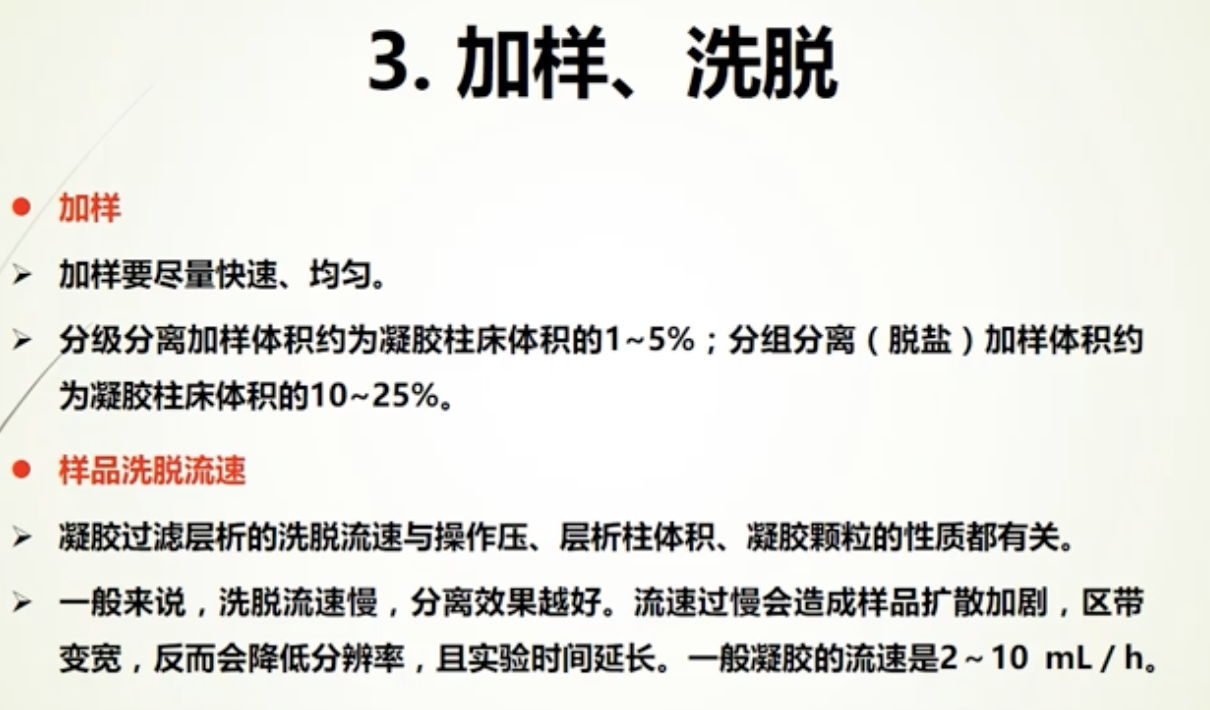 3. 加样、洗脱
● 加样
➢ 加样要尽量快速、均匀。
➢ 分级分离加样体积约为凝胶柱床体积的1~5%；分组分离（脱盐）加样体积约
为凝胶柱床体积的10~25%。
● 样品洗脱流速
➢ 凝胶过滤层析的洗脱流速与操作压、层析柱体积、凝胶颗粒的性质都有关。
➢ 一般来说，洗脱流速慢，分离效果越好。流速过慢会造成样品扩散加剧，区带
变宽，反而会降低分辨率，且实验时间延长。一般凝胶的流速是2～10 mL / h。